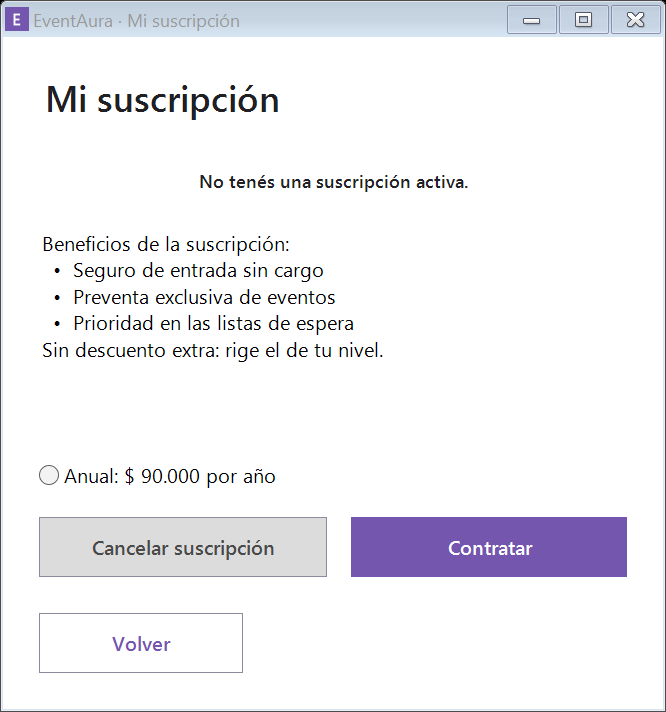 E EventAura · Mi suscripción
Mi suscripción
No tenés una suscripción activa.
Beneficios de la suscripción:
• Seguro de entrada sin cargo
• Preventa exclusiva de eventos
• Prioridad en las listas de espera
Sin descuento extra: rige el de tu nivel.
Anual: $ 90.000 por año
Cancelar suscripción
Contratar
Volver